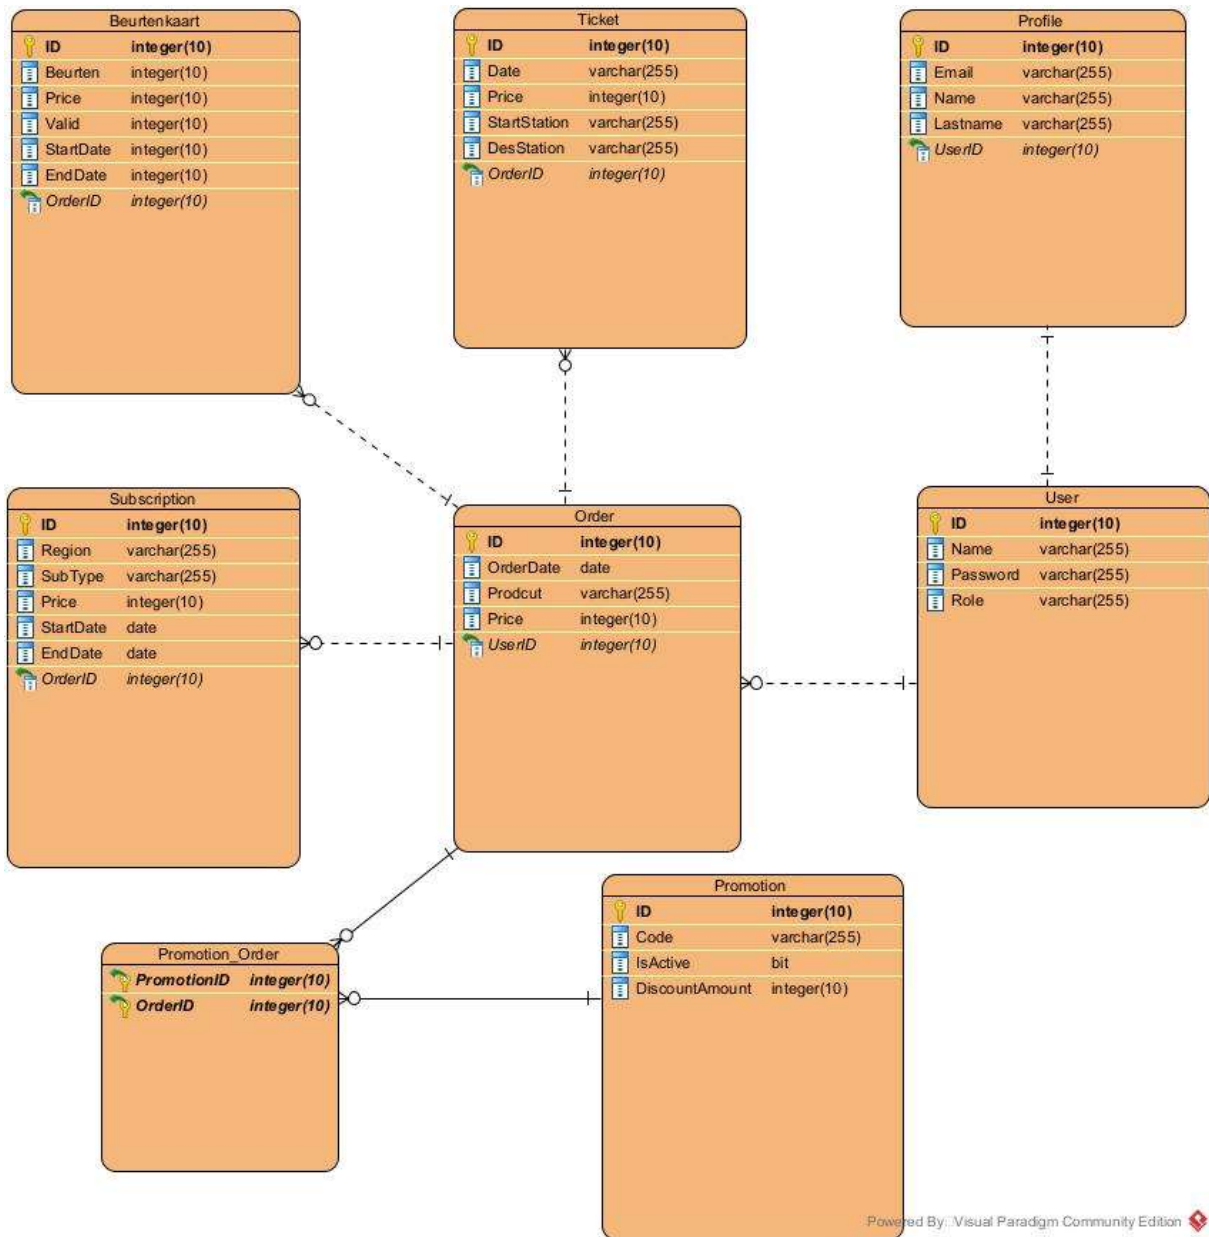 Beurtenkaart
ID integer(10)
Beurten integer(10)
Price integer(10)
Valid integer(10)
StartDate integer(10)
EndDate integer(10)
OrderID integer(10)
Ticket
ID integer(10)
Date varchar(255)
Price integer(10)
StartStation varchar(255)
DesStation varchar(255)
OrderID integer(10)
Profile
ID integer(10)
Email varchar(255)
Name varchar(255)
Lastname varchar(255)
UserID integer(10)
Subscription
ID integer(10)
Region varchar(255)
SubType varchar(255)
Price integer(10)
StartDate date
EndDate date
OrderID integer(10)
Order
ID integer(10)
OrderDate date
Prodcut varchar(255)
Price integer(10)
UserID integer(10)
User
ID integer(10)
Name varchar(255)
Password varchar(255)
Role varchar(255)
Promotion_Order
PromotionID integer(10)
OrderID integer(10)
Promotion
ID integer(10)
Code varchar(255)
IsActive bit
DiscountAmount integer(10)
Powered By: Visual Paradigm Community Edition